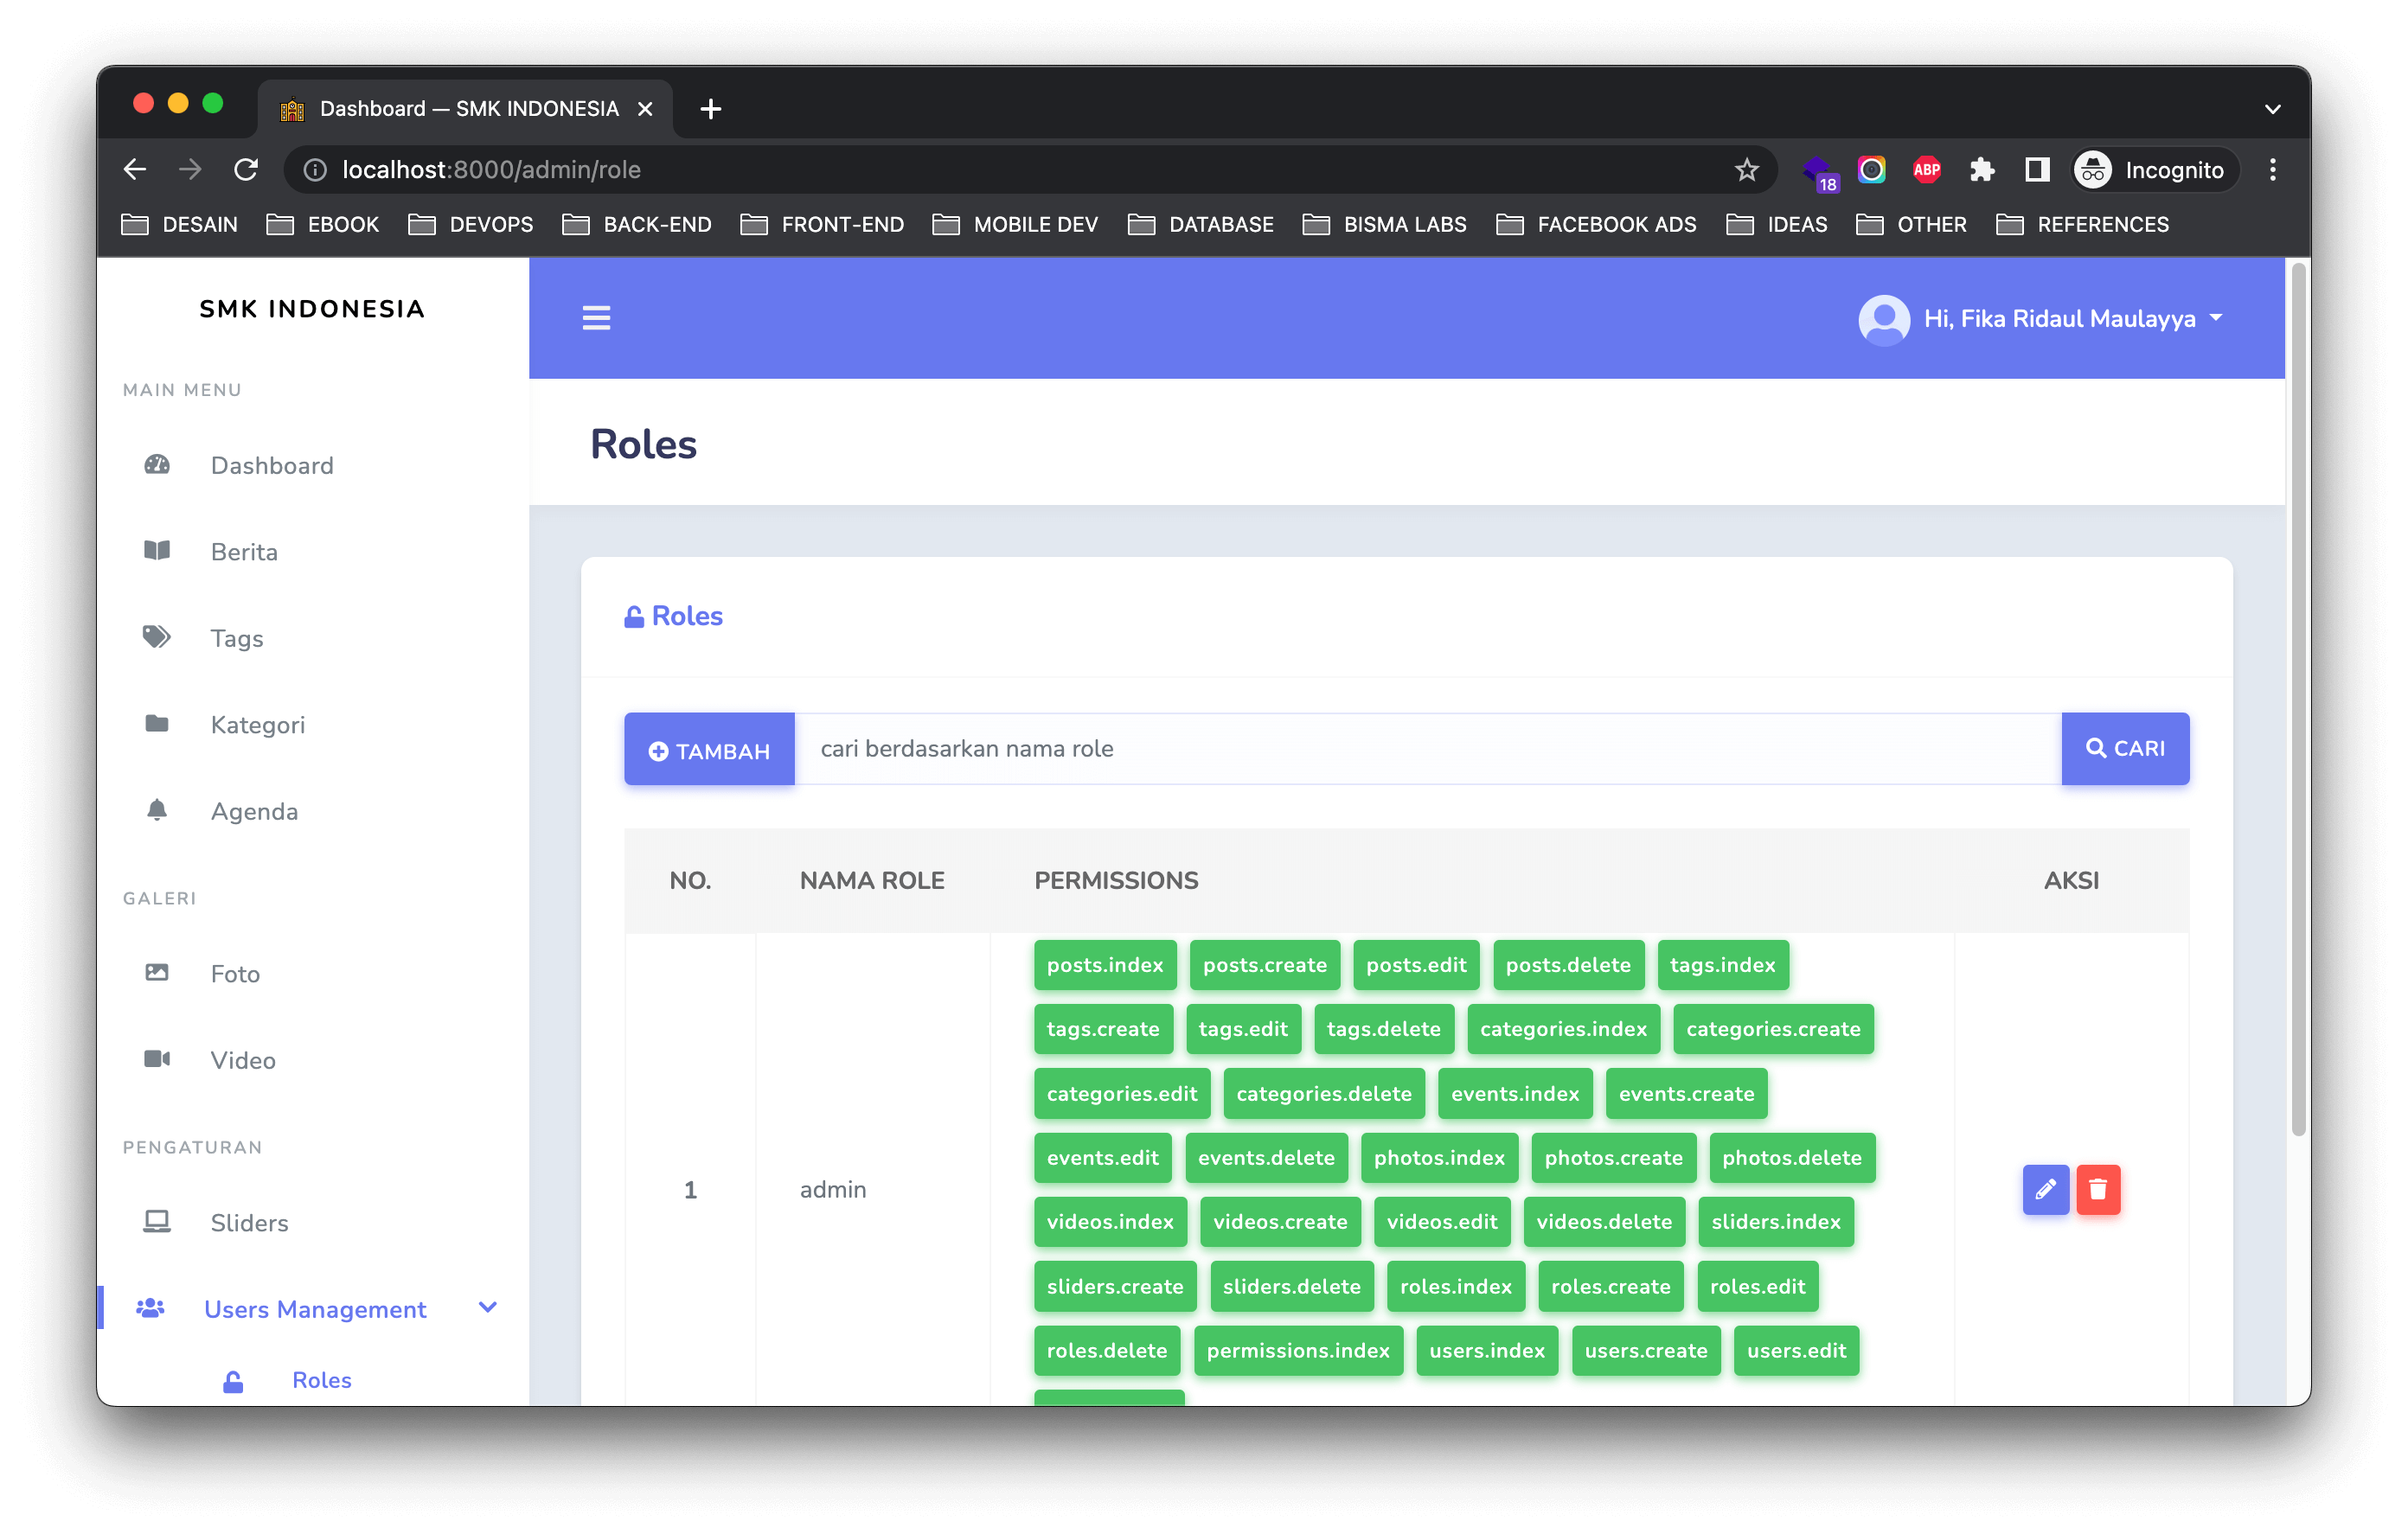 Dashboard — SMK INDONESIA
localhost:8000/admin/role
18
ABP
Incognito
DESAIN EBOOK DEVOPS BACK-END FRONT-END MOBILE DEV DATABASE BISMA LABS FACEBOOK ADS IDEAS OTHER REFERENCES
SMK INDONESIA
MAIN MENU
Dashboard
Berita
Tags
Kategori
Agenda
GALERI
Foto
Video
PENGATURAN
Sliders
Users Management
Roles
Hi, Fika Ridaul Maulayya
Roles
Roles
TAMBAH cari berdasarkan nama role CARI
NO. NAMA ROLE PERMISSIONS AKSI
1 admin
posts.index posts.create posts.edit posts.delete tags.index
tags.create tags.edit tags.delete categories.index categories.create
categories.edit categories.delete events.index events.create
events.edit events.delete photos.index photos.create photos.delete
videos.index videos.create videos.edit videos.delete sliders.index
sliders.create sliders.delete roles.index roles.create roles.edit
roles.delete permissions.index users.index users.create users.edit